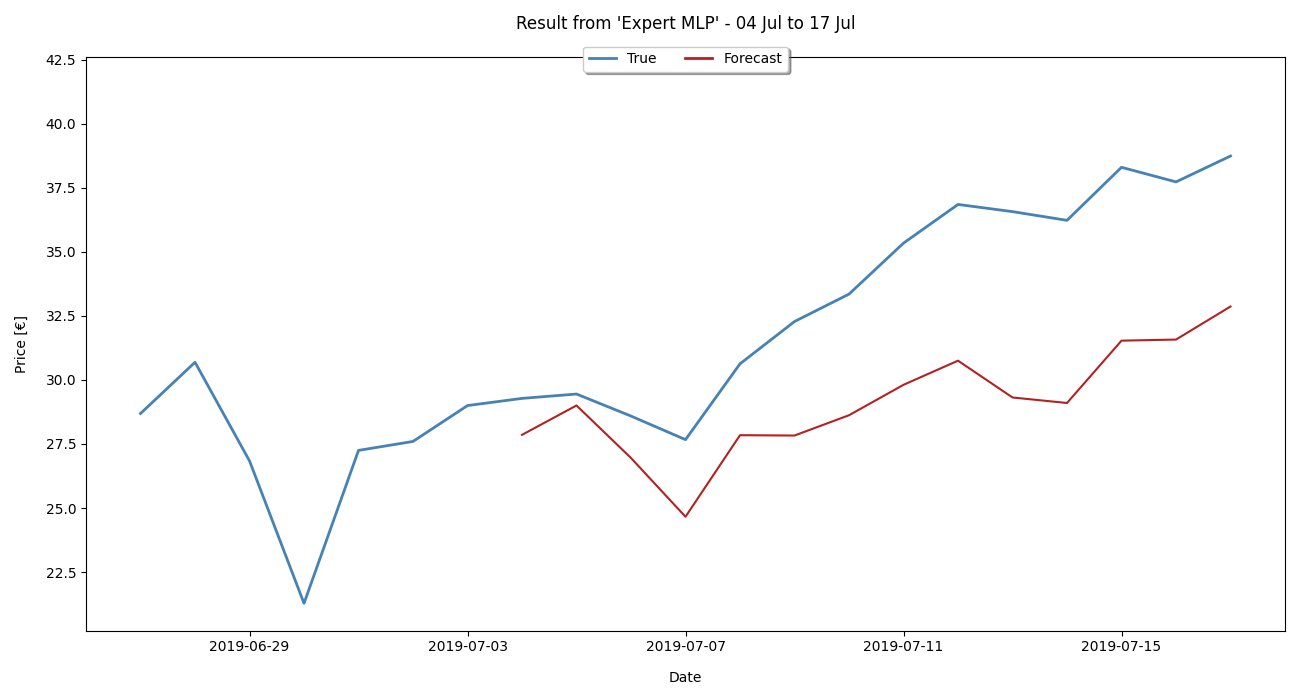 Result from 'Expert MLP' - 04 Jul to 17 Jul
True Forecast
42.5
40.0
37.5
35.0
32.5
30.0
27.5
25.0
22.5
Price [€]
2019-06-29 2019-07-03 2019-07-07 2019-07-11 2019-07-15
Date